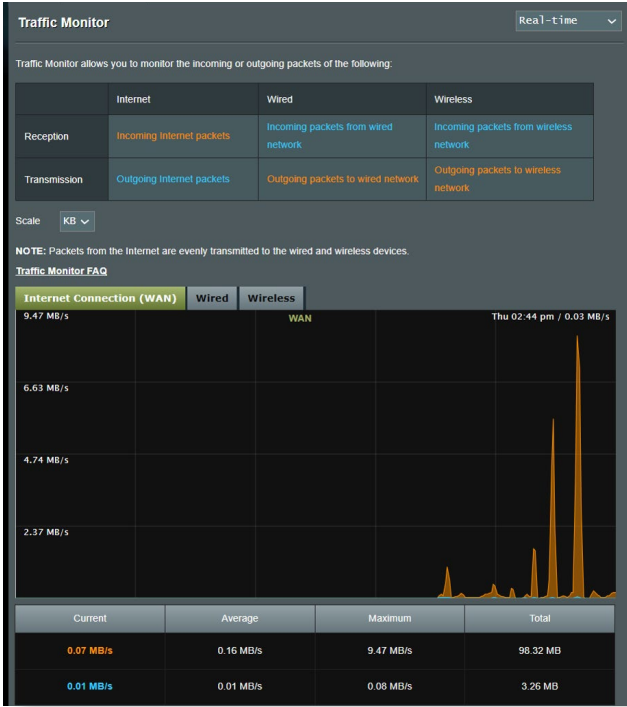 Traffic Monitor
Real-time
Traffic Monitor allows you to monitor the incoming or outgoing packets of the following:
Internet Wired Wireless
Reception Incoming Internet packets Incoming packets from wired network Incoming packets from wireless network
Transmission Outgoing Internet packets Outgoing packets to wired network Outgoing packets to wireless network
Scale KB
NOTE: Packets from the Internet are evenly transmitted to the wired and wireless devices.
Traffic Monitor FAQ
Internet Connection (WAN) Wired Wireless
9.47 MB/s WAN Thu 02:44 pm / 0.03 MB/s
6.63 MB/s
4.74 MB/s
2.37 MB/s
Current Average Maximum Total
0.07 MB/s 0.16 MB/s 9.47 MB/s 98.32 MB
0.01 MB/s 0.01 MB/s 0.08 MB/s 3.26 MB